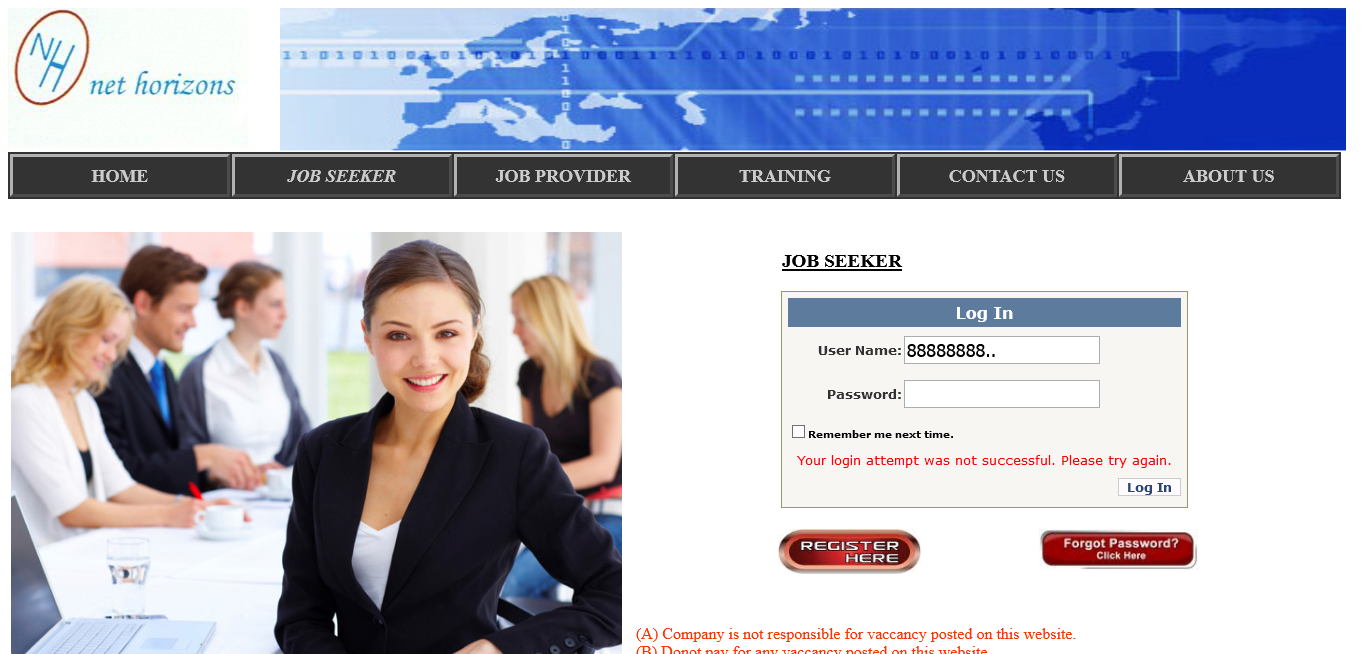 NH net horizons
HOME JOB SEEKER JOB PROVIDER TRAINING CONTACT US ABOUT US
JOB SEEKER
Log In
User Name: 88888888..
Password:
Remember me next time.
Your login attempt was not successful. Please try again.
Log In
REGISTER HERE
Forgot Password?
Click Here
(A) Company is not responsible for vaccancy posted on this website.
(B) Donot pay for any vaccancy posted on this website